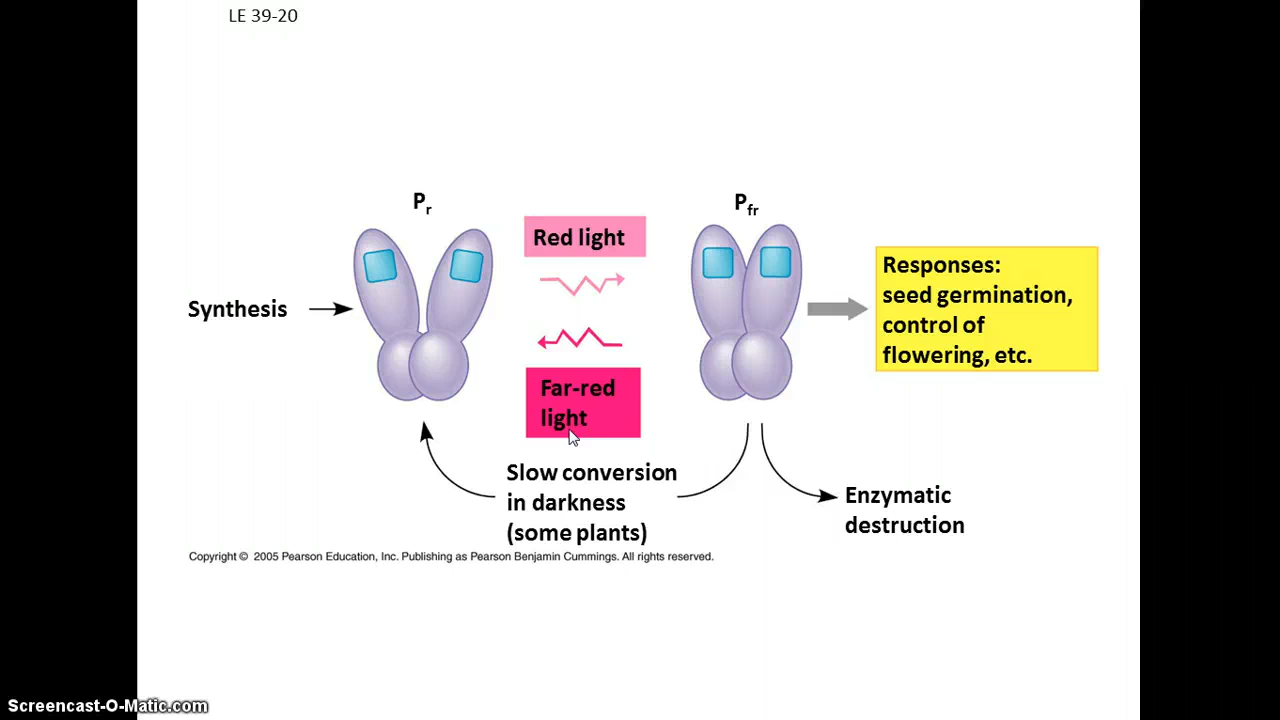 LE 39-20
Pr
Pfr
Red light
Synthesis
Responses:
seed germination,
control of
flowering, etc.
Far-red
light
Slow conversion
in darkness
(some plants)
Enzymatic
destruction
Copyright © 2005 Pearson Education, Inc. Publishing as Pearson Benjamin Cummings. All rights reserved.
Screencast-O-Matic.com